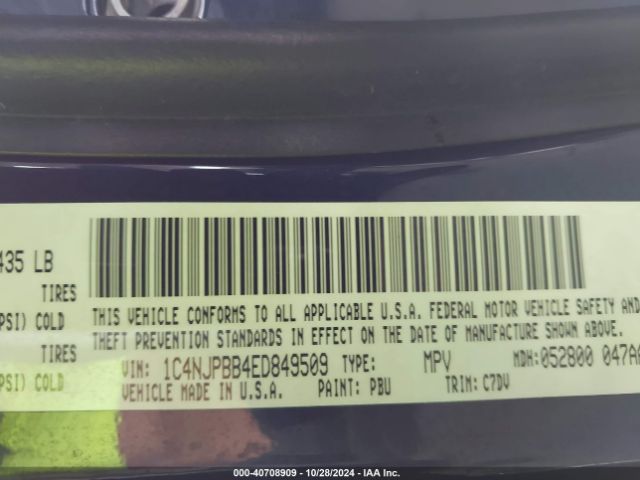 435 LB
TIRES
PSI) COLD
TIRES
PSI) COLD
THIS VEHICLE CONFORMS TO ALL APPLICABLE U.S.A. FEDERAL MOTOR VEHICLE SAFETY AND
THEFT PREVENTION STANDARDS IN EFFECT ON THE DATE OF MANUFACTURE SHOWN ABOVE.
VIN: 1C4NJPBB4ED849509 TYPE: MPV MDH: 052800 047A
VEHICLE MADE IN U.S.A. PAINT: PBU TRIM: C7DV
000-40708909 • 10/28/2024 • IAA Inc.